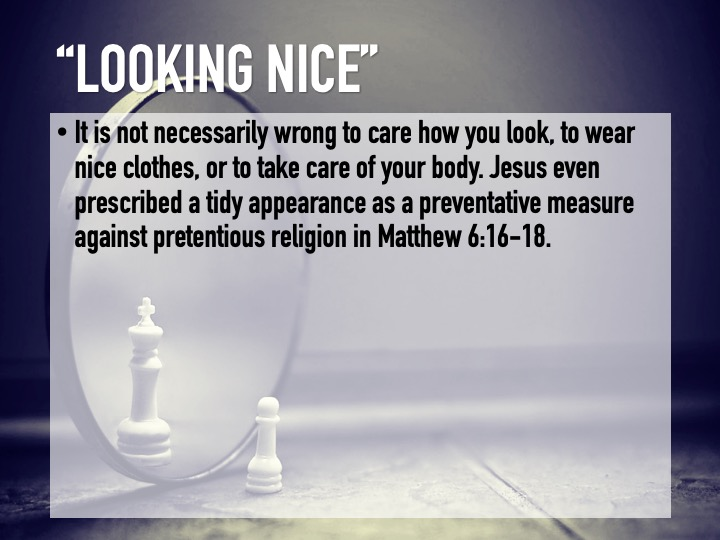 “LOOKING NICE”
• It is not necessarily wrong to care how you look, to wear
nice clothes, or to take care of your body. Jesus even
prescribed a tidy appearance as a preventative measure
against pretentious religion in Matthew 6:16-18.